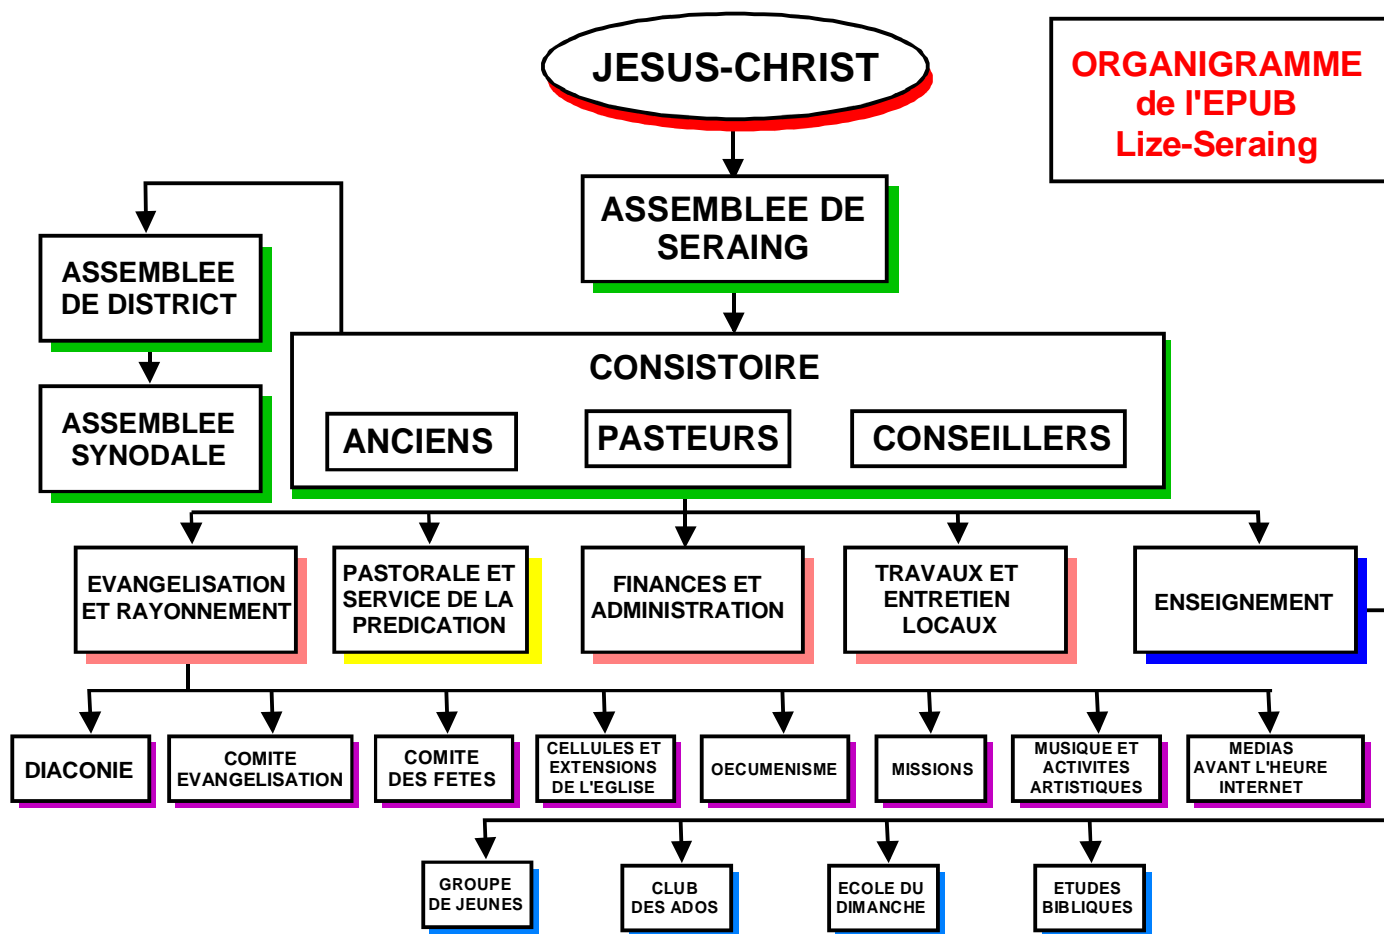 JESUS-CHRIST
ORGANIGRAMME
de l'EPUB
Lize-Seraing
ASSEMBLEE DE
SERAING
ASSEMBLEE
DE DISTRICT
ASSEMBLEE
SYNODALE
CONSISTOIRE
ANCIENS
PASTEURS
CONSEILLERS
EVANGELISATION
ET RAYONNEMENT
PASTORALE ET
SERVICE DE LA
PREDICATION
FINANCES ET
ADMINISTRATION
TRAVAUX ET
ENTRETIEN
LOCAUX
ENSEIGNEMENT
DIACONIE
COMITE
EVANGELISATION
COMITE
DES FETES
CELLULES ET
EXTENSIONS
DE L'EGLISE
OECUMENISME
MISSIONS
MUSIQUE ET
ACTIVITES
ARTISTIQUES
MEDIAS
AVANT L'HEURE
INTERNET
GROUPE
DE JEUNES
CLUB
DES ADOS
ECOLE DU
DIMANCHE
ETUDES
BIBLIQUES